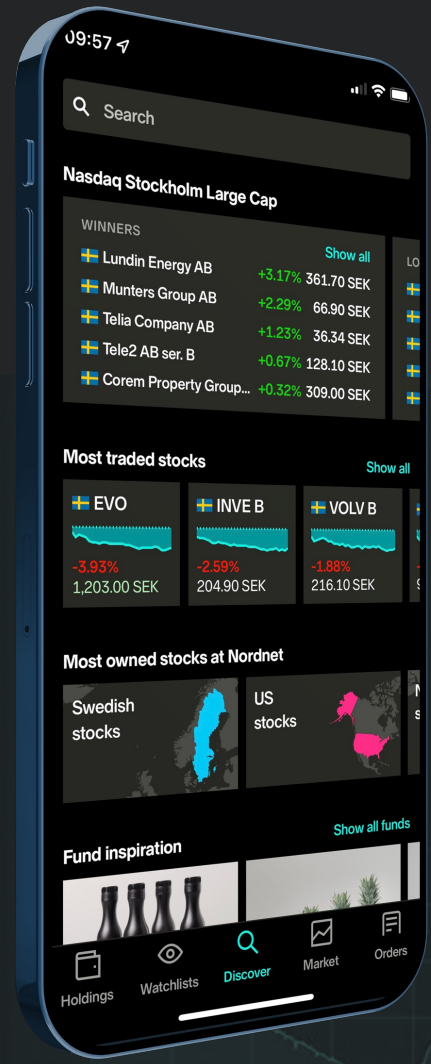 09:57
Search
Nasdaq Stockholm Large Cap
WINNERS
Show all
Lundin Energy AB +3.17% 361.70 SEK
Munters Group AB +2.29% 66.90 SEK
Telia Company AB +1.23% 36.34 SEK
Tele2 AB ser. B +0.67% 128.10 SEK
Corem Property Group... +0.32% 309.00 SEK
LO
Most traded stocks
Show all
EVO
-3.93%
1,203.00 SEK
INVE B
-2.59%
204.90 SEK
VOLV B
-1.88%
216.10 SEK
Most owned stocks at Nordnet
Swedish
stocks
US
stocks
Fund inspiration
Show all funds
Holdings
Watchlists
Discover
Market
Orders